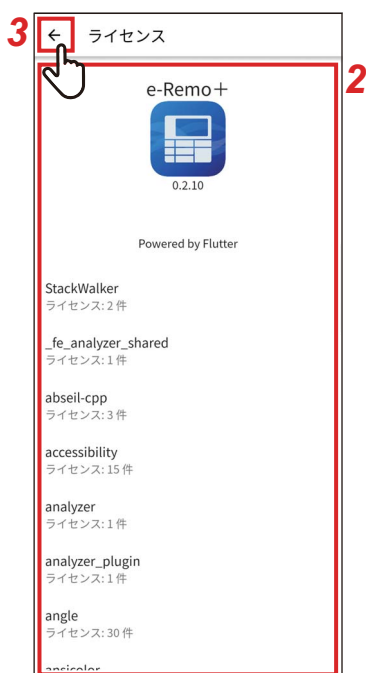 3
← ライセンス
2
e-Remo＋
0.2.10
Powered by Flutter
StackWalker
ライセンス: 2 件
_fe_analyzer_shared
ライセンス: 1 件
abseil-cpp
ライセンス: 3 件
accessibility
ライセンス: 15 件
analyzer
ライセンス: 1 件
analyzer_plugin
ライセンス: 1 件
angle
ライセンス: 30 件
ansicolor